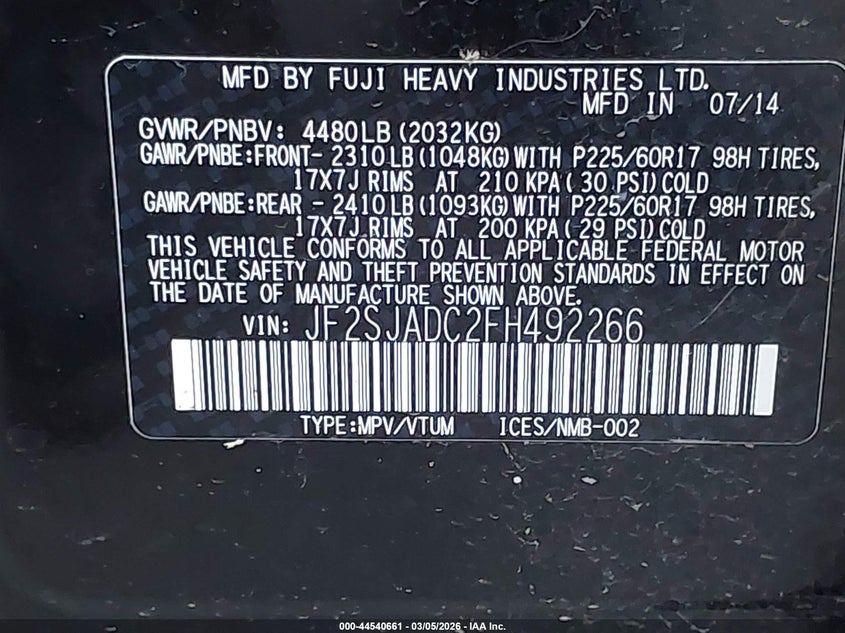 MFD BY FUJI HEAVY INDUSTRIES LTD.
MFD IN 07/14
GVWR/PNBV: 4480LB (2032KG)
GAWR/PNBE:FRONT- 2310LB (1048KG) WITH P225/60R17 98H TIRES,
17X7J RIMS AT 210 KPA( 30 PSI)COLD
GAWR/PNBE:REAR - 2410LB (1093KG) WITH P225/60R17 98H TIRES,
17X7J RIMS AT 200 KPA( 29 PSI)COLD
THIS VEHICLE CONFORMS TO ALL APPLICABLE FEDERAL MOTOR
VEHICLE SAFETY AND THEFT PREVENTION STANDARDS IN EFFECT ON
THE DATE OF MANUFACTURE SHOWN ABOVE.
VIN: JF2SJADC2FH492266
TYPE:MPV/VTUM ICES/NMB-002
000-44540661 - 03/05/2026 - IAA Inc.